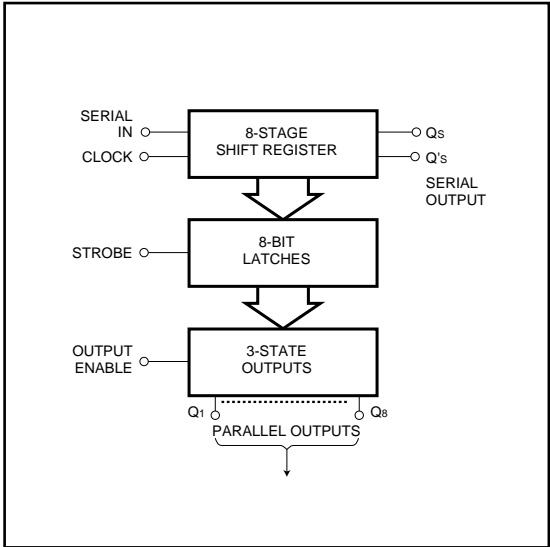 SERIAL
IN
CLOCK
8-STAGE
SHIFT REGISTER
QS
Q'S
SERIAL
OUTPUT
STROBE
8-BIT
LATCHES
OUTPUT
ENABLE
3-STATE
OUTPUTS
Q1
Q8
PARALLEL OUTPUTS